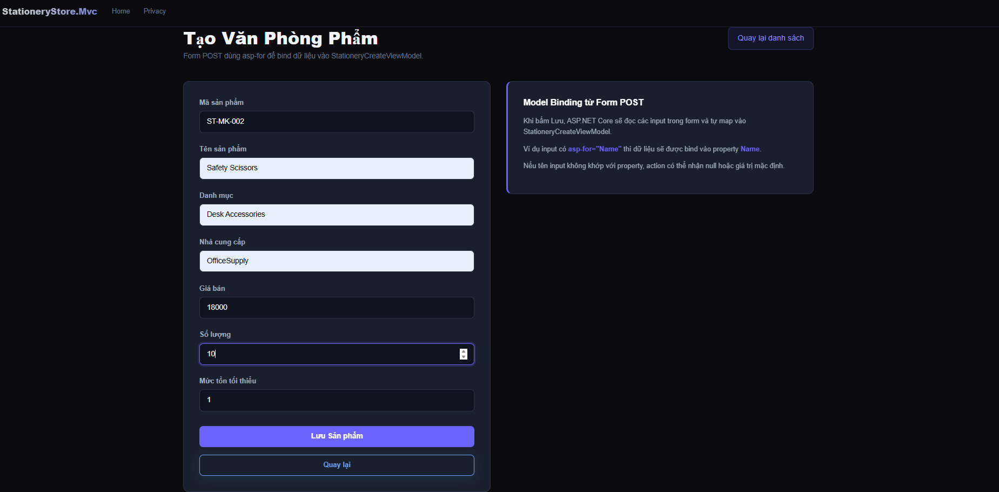 StationeryStore.Mvc Home Privacy
Tạo Văn Phòng Phẩm
Quay lại danh sách
Form POST dùng asp-for để bind dữ liệu vào StationeryCreateViewModel.
Mã sản phẩm
ST-MK-002
Tên sản phẩm
Safety Scissors
Danh mục
Desk Accessories
Nhà cung cấp
OfficeSupply
Giá bán
18000
Số lượng
10
Mức tồn tối thiểu
1
Lưu Sản phẩm
Quay lại
Model Binding từ Form POST
Khi bấm Lưu, ASP.NET Core sẽ đọc các input trong form và tự map vào
StationeryCreateViewModel.
Ví dụ input có asp-for="Name" thì dữ liệu sẽ được bind vào property Name.
Nếu tên input không khớp với property, action có thể nhận null hoặc giá trị mặc định.